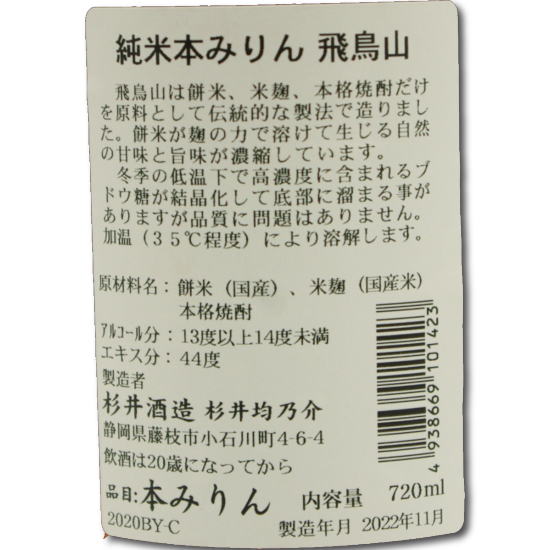 純米本みりん 飛鳥山
飛鳥山は餅米、米麹、本格焼酎だけ
を原料として伝統的な製法で造りまし
た。餅米が麹の力で溶けて生じる自然
の甘味と旨味が濃縮しています。
冬季の低温下で高濃度に含まれるブ
ドウ糖が結晶化して底部に溜まる事が
ありますが品質に問題はありません。
加温(35℃程度)により溶解します。
原材料名:餅米(国産)、米麹(国産米)
本格焼酎
アルコール分:13度以上14度未満
エキス分:44度
製造者
杉井酒造 杉井均乃介
静岡県藤枝市小石川町4-6-4
飲酒は20歳になってから
品目:本みりん 内容量 720ml
2020BY-C 製造年月 2022年11月
4 938669 101423